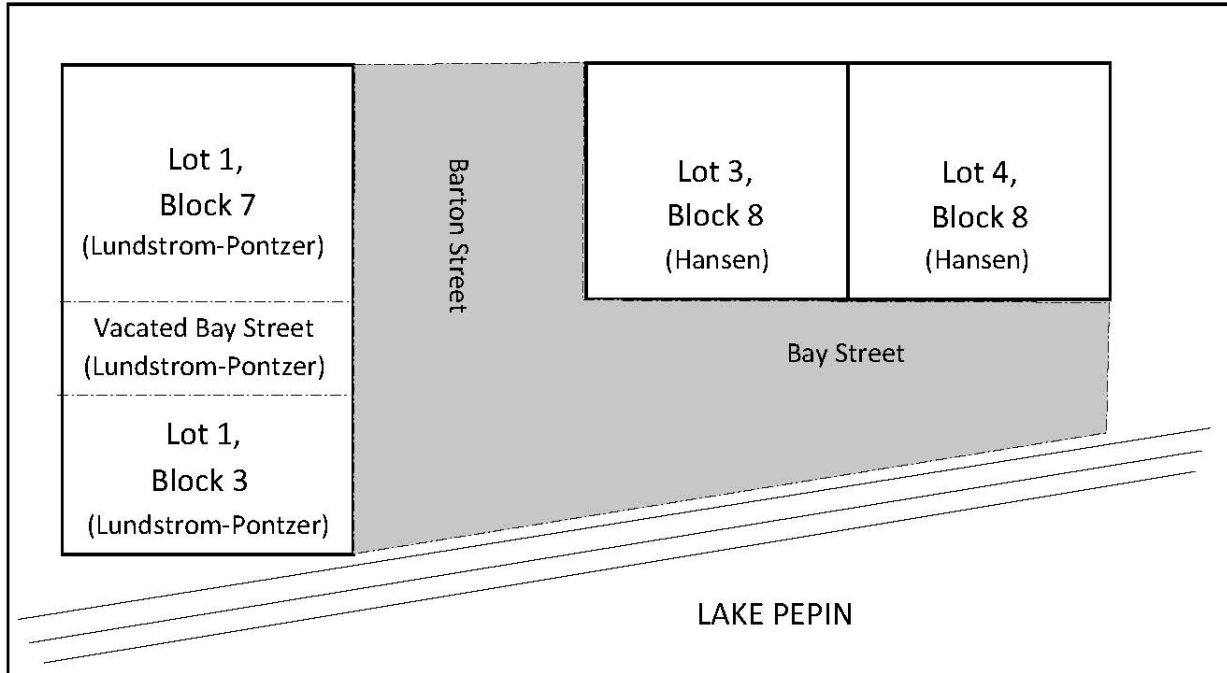 Lot 1,
Block 7
(Lundstrom-Pontzer)
Vacated Bay Street
(Lundstrom-Pontzer)
Lot 1,
Block 3
(Lundstrom-Pontzer)
Barton Street
Lot 3,
Block 8
(Hansen)
Lot 4,
Block 8
(Hansen)
Bay Street
LAKE PEPIN